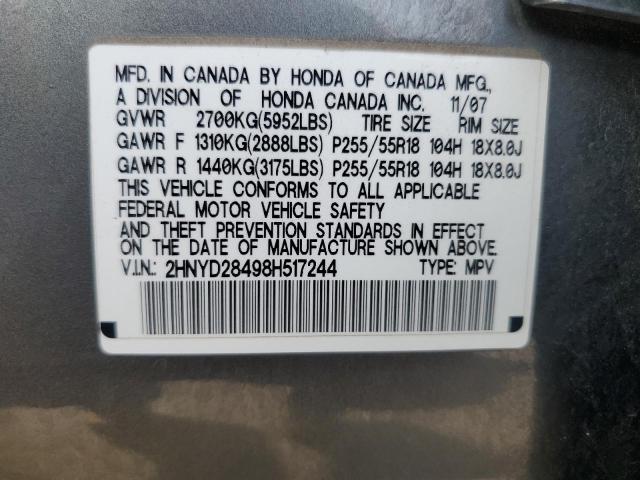 MFD. IN CANADA BY HONDA OF CANADA MFG.,
A DIVISION OF HONDA CANADA INC. 11/07
GVWR 2700KG(5952LBS) TIRE SIZE RIM SIZE
GAWR F 1310KG(2888LBS) P255/55R18 104H 18X8.0J
GAWR R 1440KG(3175LBS) P255/55R18 104H 18X8.0J
THIS VEHICLE CONFORMS TO ALL APPLICABLE
FEDERAL MOTOR VEHICLE SAFETY
AND THEFT PREVENTION STANDARDS IN EFFECT
ON THE DATE OF MANUFACTURE SHOWN ABOVE.
V.I.N.: 2HNYD28498H517244 TYPE: MPV